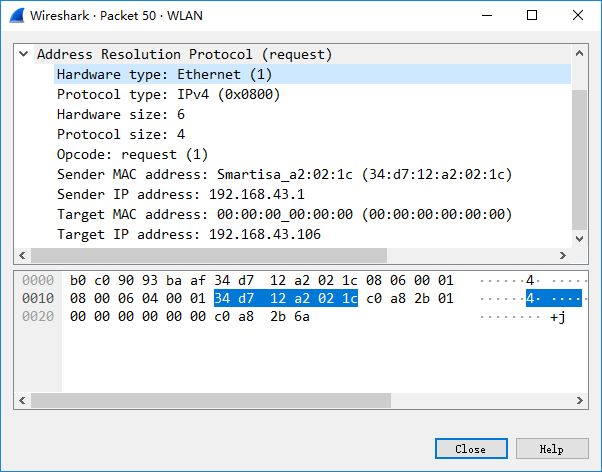 Wireshark · Packet 50 · WLAN
Address Resolution Protocol (request)
Hardware type: Ethernet (1)
Protocol type: IPv4 (0x0800)
Hardware size: 6
Protocol size: 4
Opcode: request (1)
Sender MAC address: Smartisa_a2:02:1c (34:d7:12:a2:02:1c)
Sender IP address: 192.168.43.1
Target MAC address: 00:00:00_00:00:00 (00:00:00:00:00:00)
Target IP address: 192.168.43.106
0000 b0 c0 90 93 ba af 34 d7 12 a2 02 1c 08 06 00 01 ······4· ········
0010 08 00 06 04 00 01 34 d7 12 a2 02 1c c0 a8 2b 01 ······4· ······
0020 00 00 00 00 00 00 c0 a8 2b 6a ········ +j
Close Help